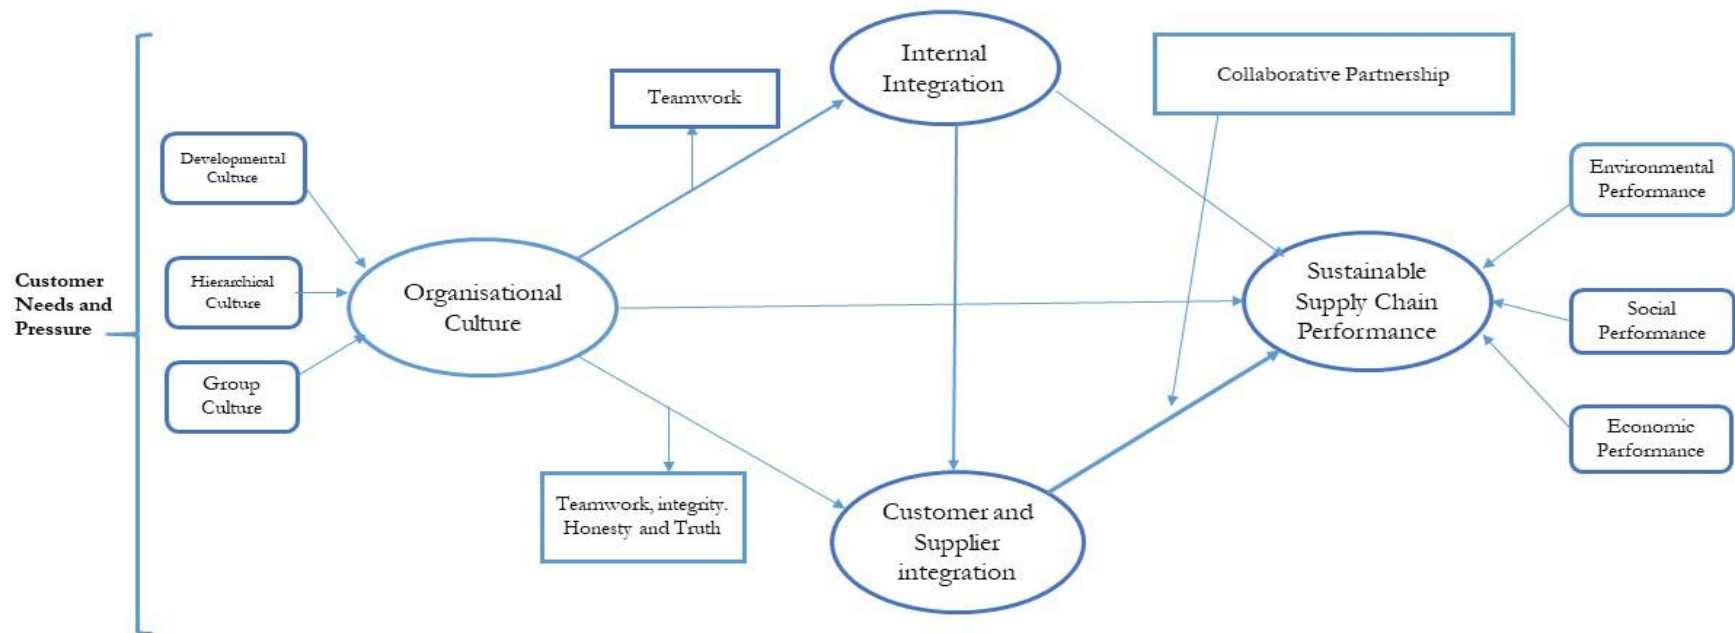 Customer
Needs and
Pressure
Developmental
Culture
Hierarchical
Culture
Group
Culture
Organisational
Culture
Teamwork
Teamwork, integrity.
Honesty and Truth
Internal
Integration
Customer and
Supplier
integration
Collaborative Partnership
Sustainable
Supply Chain
Performance
Environmental
Performance
Social
Performance
Economic
Performance